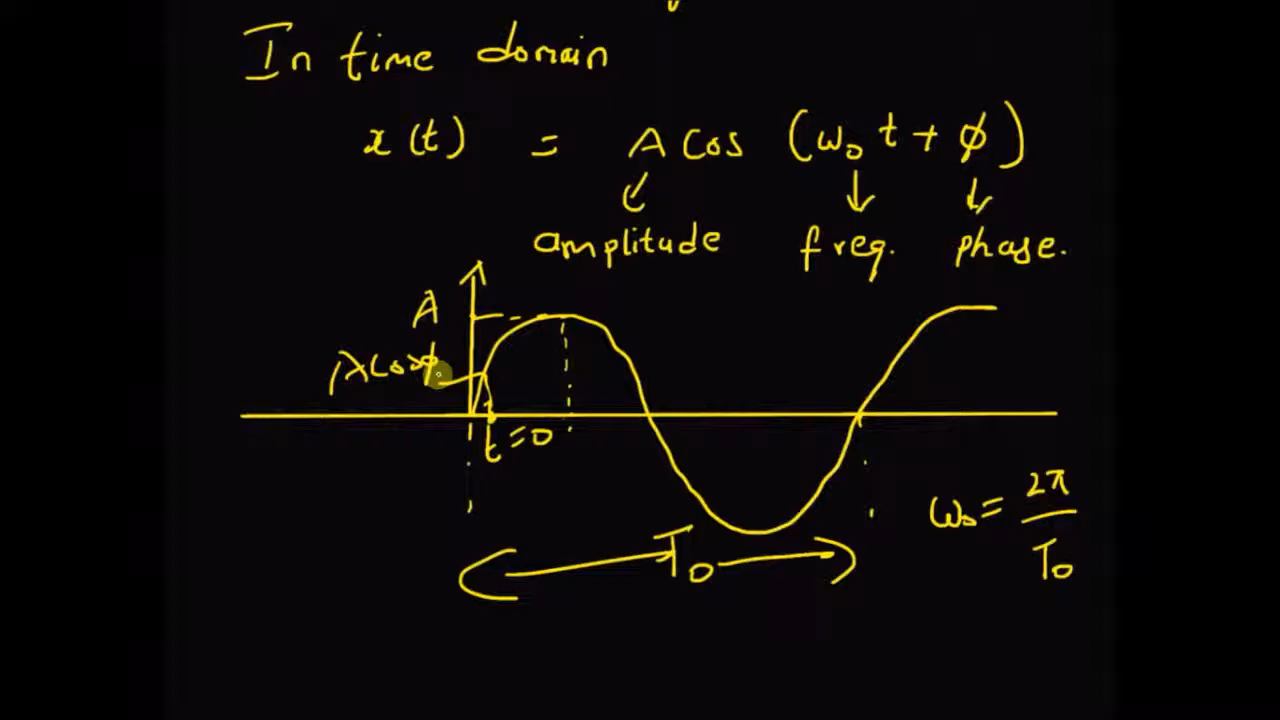 In time domain
x(t) = A Cos (ω₀t + φ)
amplitude freq. phase.
A
A Cos φ
t=0
ω₀ = 2π/T₀
T₀